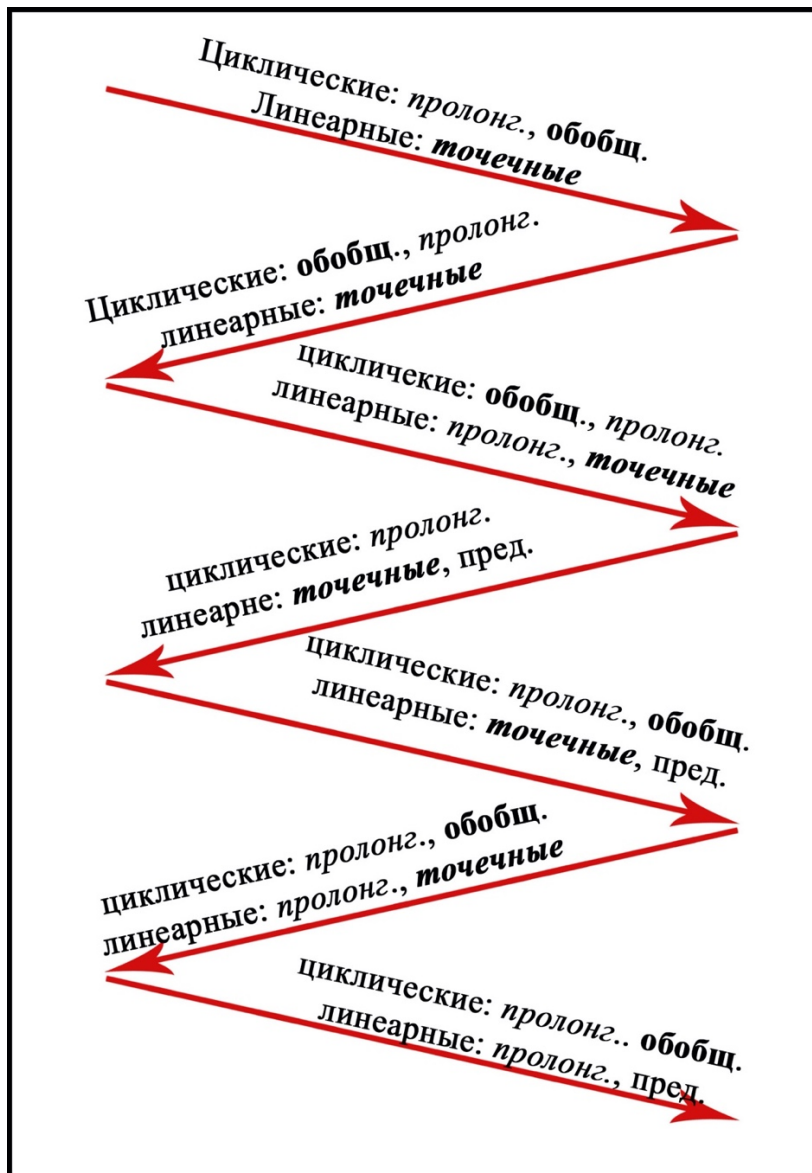 Циклические: пролонг., обобщ.
Линеарные: точечные
Циклические: обобщ., пролонг.
линеарные: точечные
цикличекие: обобщ., пролонг.
линеарные: пролонг., точечные
циклические: пролонг.
линеарне: точечные, пред.
циклические: пролонг., обобщ.
линеарные: точечные, пред.
циклические: пролонг., обобщ.
линеарные: пролонг., точечные
циклические: пролонг.. обобщ.
линеарные: пролонг., пред.